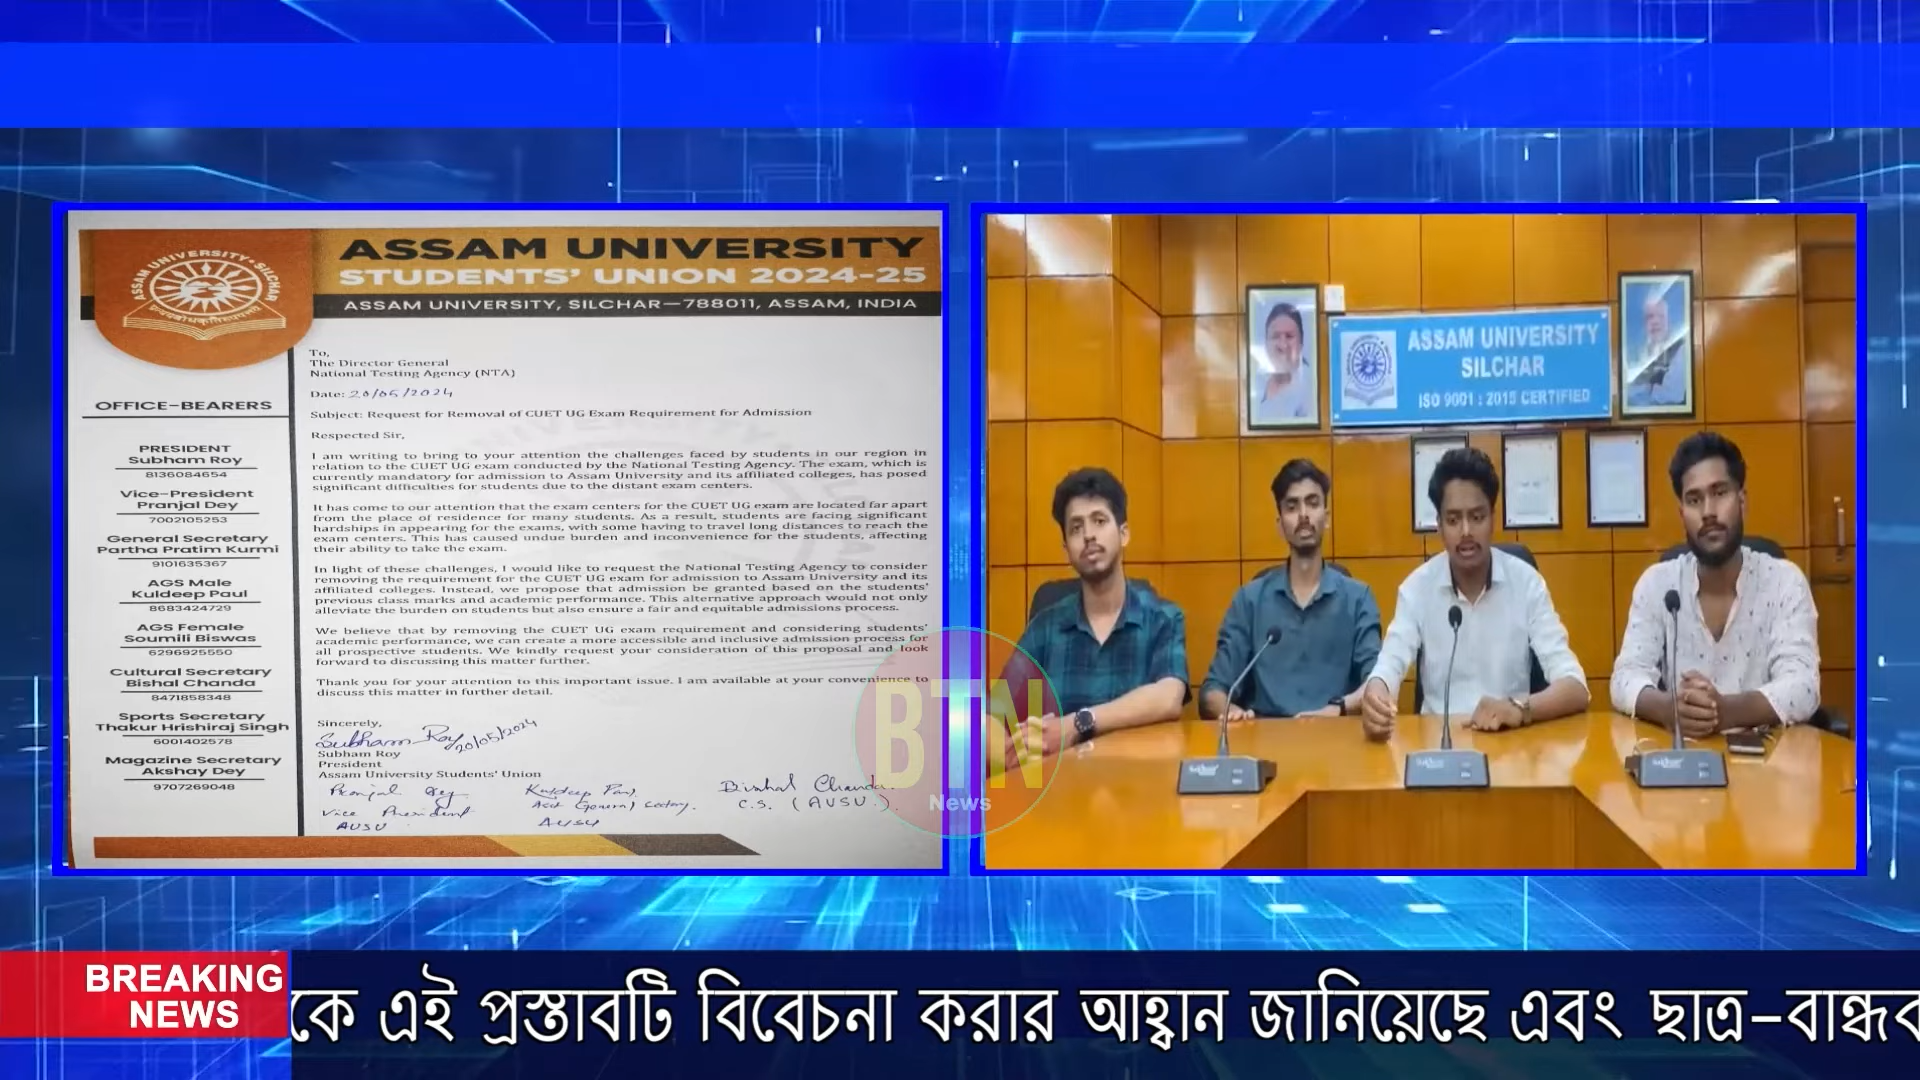 ASSAM UNIVERSITY
STUDENTS' UNION 2024-25
ASSAM UNIVERSITY, SILCHAR—788011, ASSAM, INDIA
ASSAM UNIVERSITY • SILCHAR
To,
The Director General
National Testing Agency (NTA)
Date: 20/05/2024
Subject: Request for Removal of CUET UG Exam Requirement for Admission
Respected Sir,
I am writing to bring to your attention the challenges faced by students in our region in
relation to the CUET UG exam conducted by the National Testing Agency. The exam, which is
currently mandatory for admission to Assam University and its affiliated colleges, has posed
significant difficulties for students due to the distant exam centers.
It has come to our attention that the exam centers for the CUET UG exam are located far apart
from the place of residence for many students. As a result, students are facing significant
hardships in appearing for the exams, with some having to travel long distances to reach the
exam centers. This has caused undue burden and inconvenience for the students, affecting
their ability to take the exam.
In light of these challenges, I would like to request the National Testing Agency to consider
removing the requirement for the CUET UG exam for admission to Assam University and its
affiliated colleges. Instead, we propose that admission be granted based on the students'
previous class marks and academic performance. This alternative approach would not only
alleviate the burden on students but also ensure a fair and equitable admissions process.
We believe that by removing the CUET UG exam requirement and considering students'
academic performance, we can create a more accessible and inclusive admission process for
all prospective students. We kindly request your consideration of this proposal and look
forward to discussing this matter further.
Thank you for your attention to this important issue. I am available at your convenience to
discuss this matter in further detail.
Sincerely,
Subham Roy 20/05/2024
Subham Roy
President
Assam University Students' Union
Pranjal Dey
Vice President
AUSU
Kuldeep Paul
AUSU
Bishal Chanda
C.S. (AUSU).
OFFICE-BEARERS
PRESIDENT
Subham Roy
8136084654
Vice-President
Pranjal Dey
7002105253
General Secretary
Partha Pratim Kurmi
9101635367
AGS Male
Kuldeep Paul
8683424729
AGS Female
Soumili Biswas
6296925550
Cultural Secretary
Bishal Chanda
8471858348
Sports Secretary
Thakur Hrishiraj Singh
6001402578
Magazine Secretary
Akshay Dey
9707269048
ASSAM UNIVERSITY
SILCHAR
ISO 9001 : 2015 CERTIFIED
BTN
News
BREAKING
NEWS
কে এই প্রস্তাবটি বিবেচনা করার আহ্বান জানিয়েছে এবং ছাত্র-বান্ধব